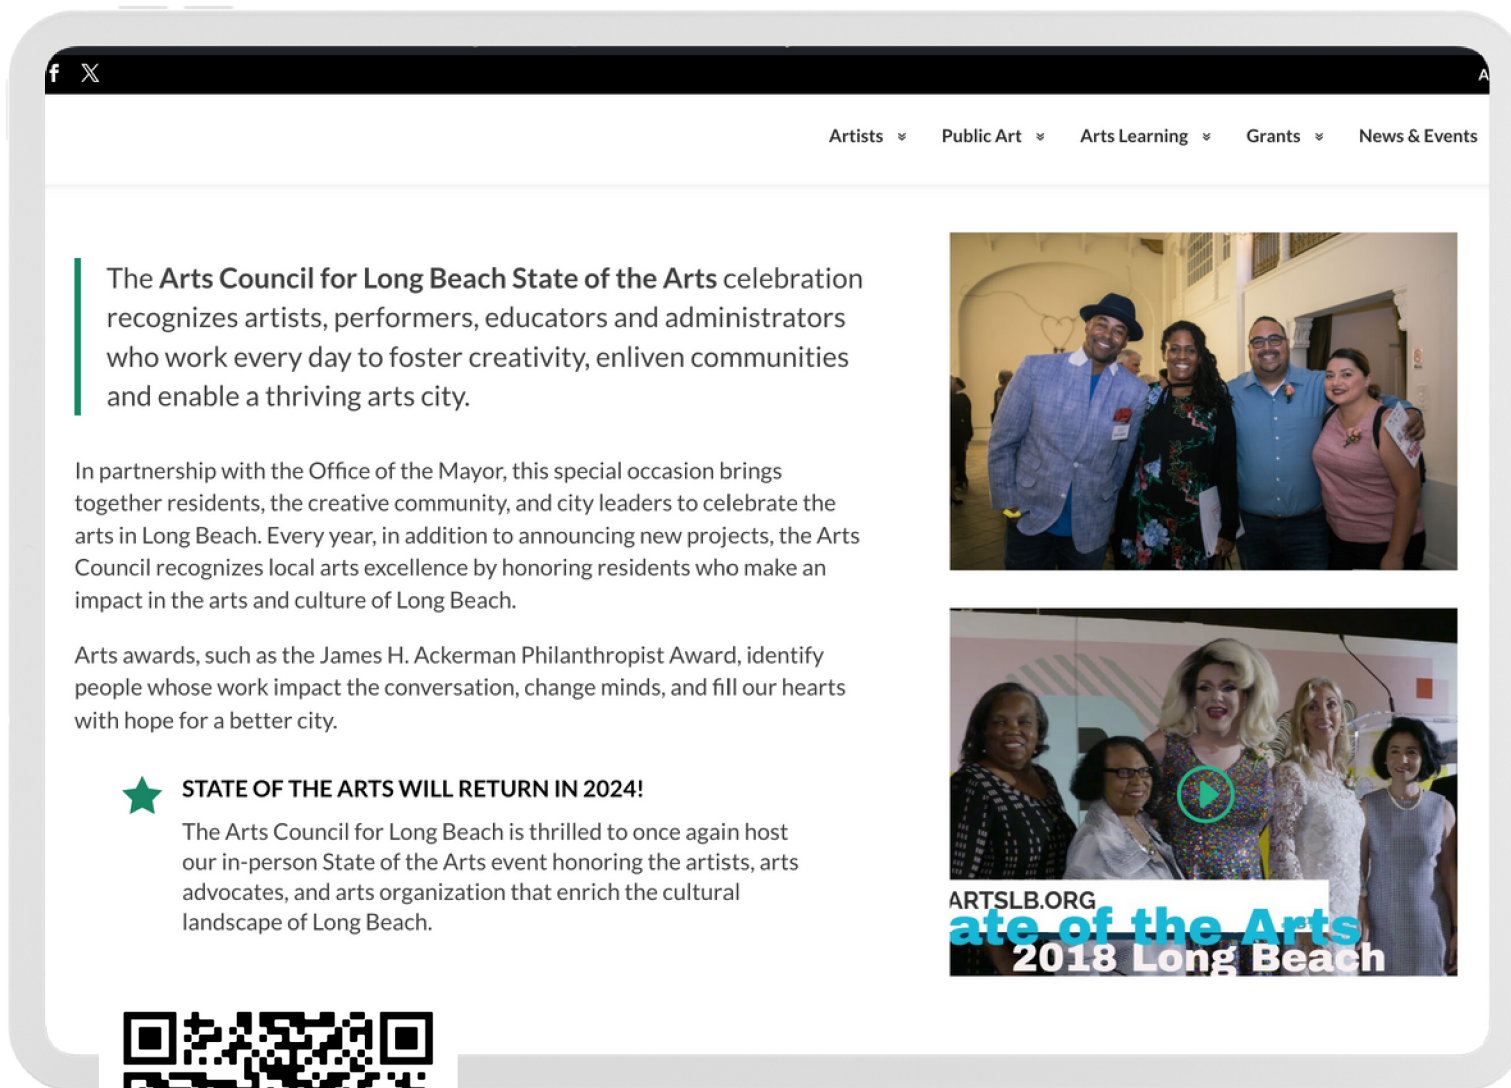 f X
A
Artists Public Art Arts Learning Grants News & Events
The Arts Council for Long Beach State of the Arts celebration
recognizes artists, performers, educators and administrators
who work every day to foster creativity, enliven communities
and enable a thriving arts city.
In partnership with the Office of the Mayor, this special occasion brings
together residents, the creative community, and city leaders to celebrate the
arts in Long Beach. Every year, in addition to announcing new projects, the Arts
Council recognizes local arts excellence by honoring residents who make an
impact in the arts and culture of Long Beach.
Arts awards, such as the James H. Ackerman Philanthropist Award, identify
people whose work impact the conversation, change minds, and fill our hearts
with hope for a better city.
STATE OF THE ARTS WILL RETURN IN 2024!
The Arts Council for Long Beach is thrilled to once again host
our in-person State of the Arts event honoring the artists, arts
advocates, and arts organization that enrich the cultural
landscape of Long Beach.
ARTSLB.ORG
ate of the Arts
2018 Long Beach